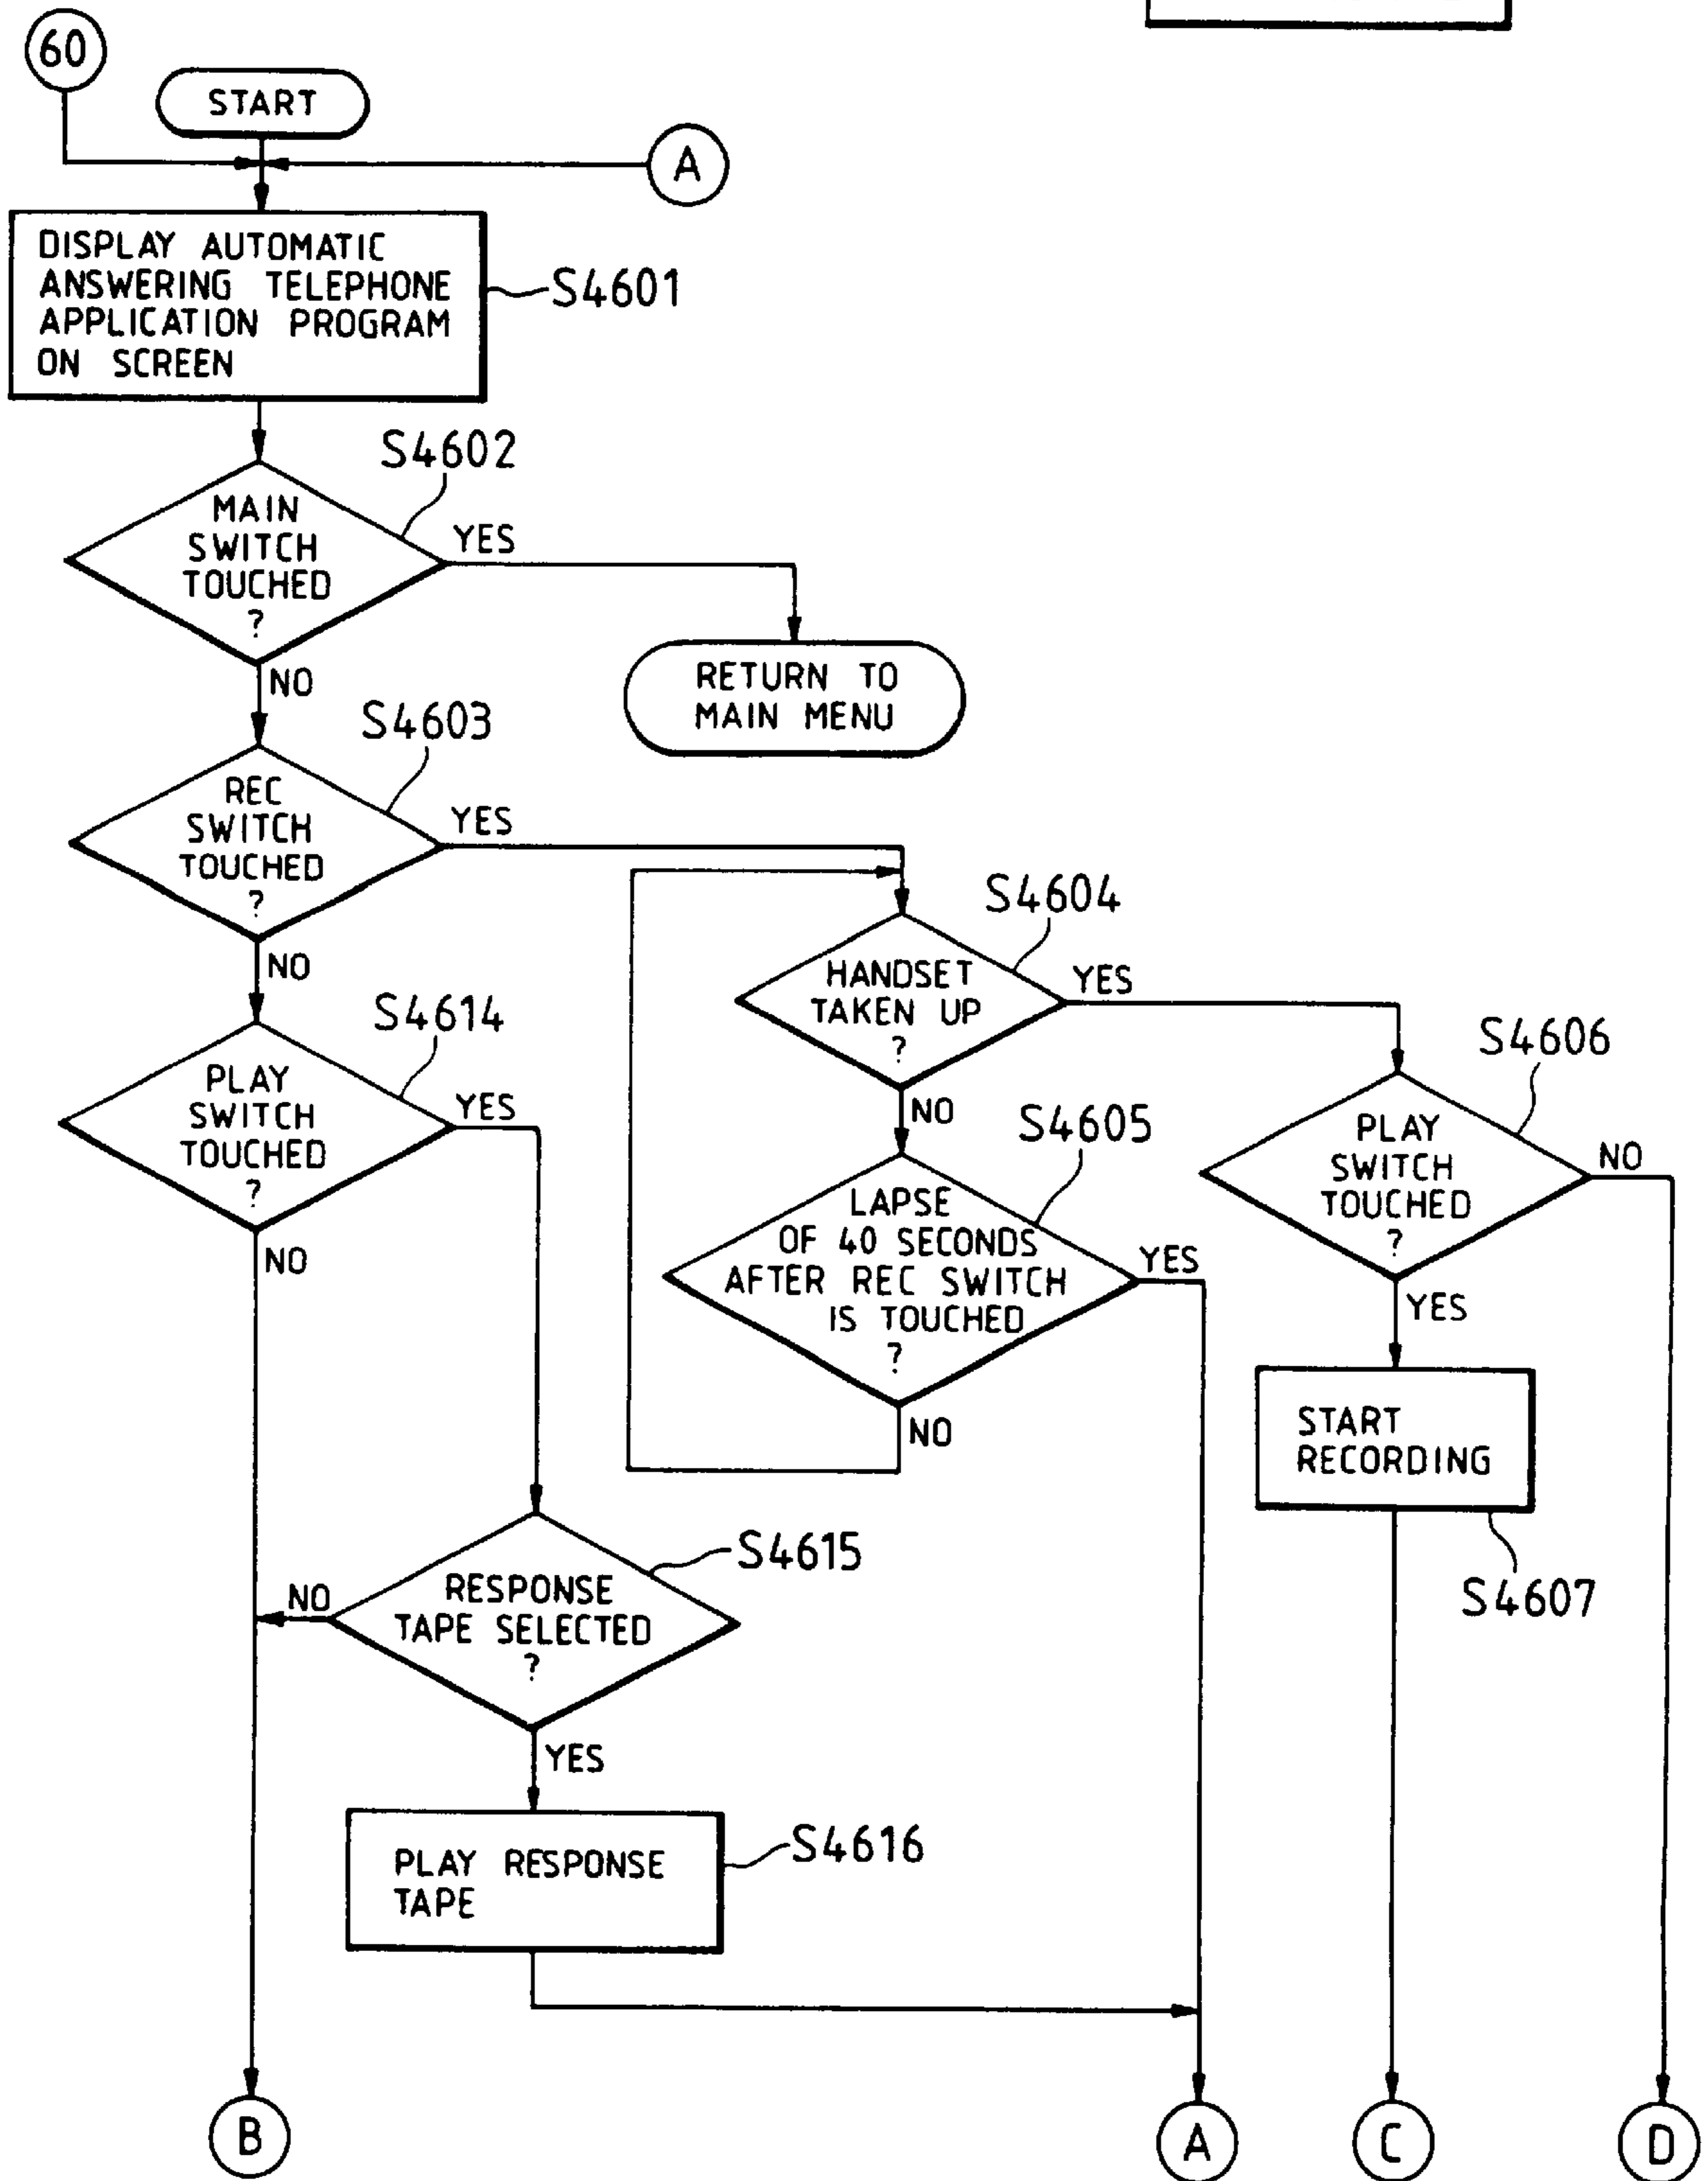 60
START
A
DISPLAY AUTOMATIC
ANSWERING TELEPHONE
APPLICATION PROGRAM
ON SCREEN
S4601
S4602
MAIN
SWITCH
TOUCHED
?
YES
NO
RETURN TO
MAIN MENU
S4603
REC
SWITCH
TOUCHED
?
YES
NO
S4604
HANDSET
TAKEN UP
?
YES
NO
S4614
PLAY
SWITCH
TOUCHED
?
YES
NO
S4605
LAPSE
OF 40 SECONDS
AFTER REC SWITCH
IS TOUCHED
?
YES
NO
S4606
PLAY
SWITCH
TOUCHED
?
NO
YES
START
RECORDING
S4607
S4615
RESPONSE
TAPE SELECTED
?
NO
YES
PLAY RESPONSE
TAPE
S4616
B
A
C
D